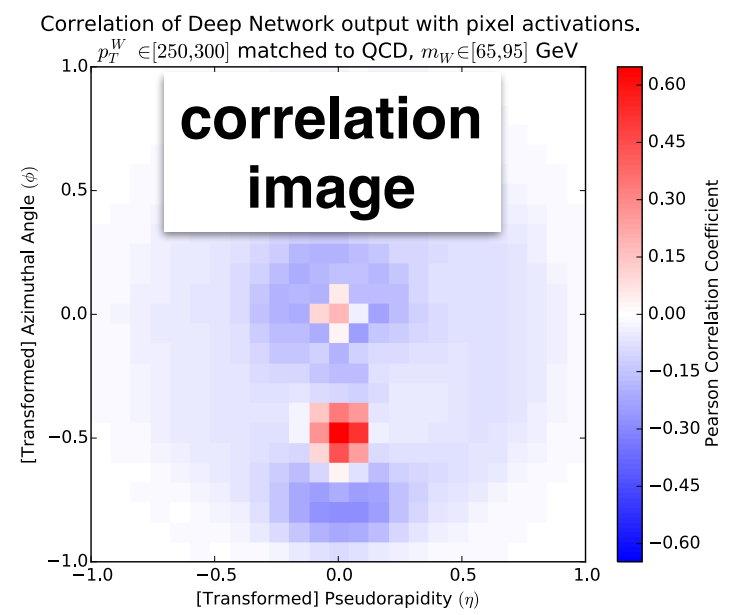 Correlation of Deep Network output with pixel activations.
$p_T^W$ ∈[250,300] matched to QCD, $m_W$∈[65,95] GeV
correlation
image
1.0
0.5
0.0
−0.5
−1.0
[Transformed] Azimuthal Angle (ϕ)
−1.0
−0.5
0.0
0.5
1.0
[Transformed] Pseudorapidity (η)
0.60
0.45
0.30
0.15
0.00
−0.15
−0.30
−0.45
−0.60
Pearson Correlation Coefficient